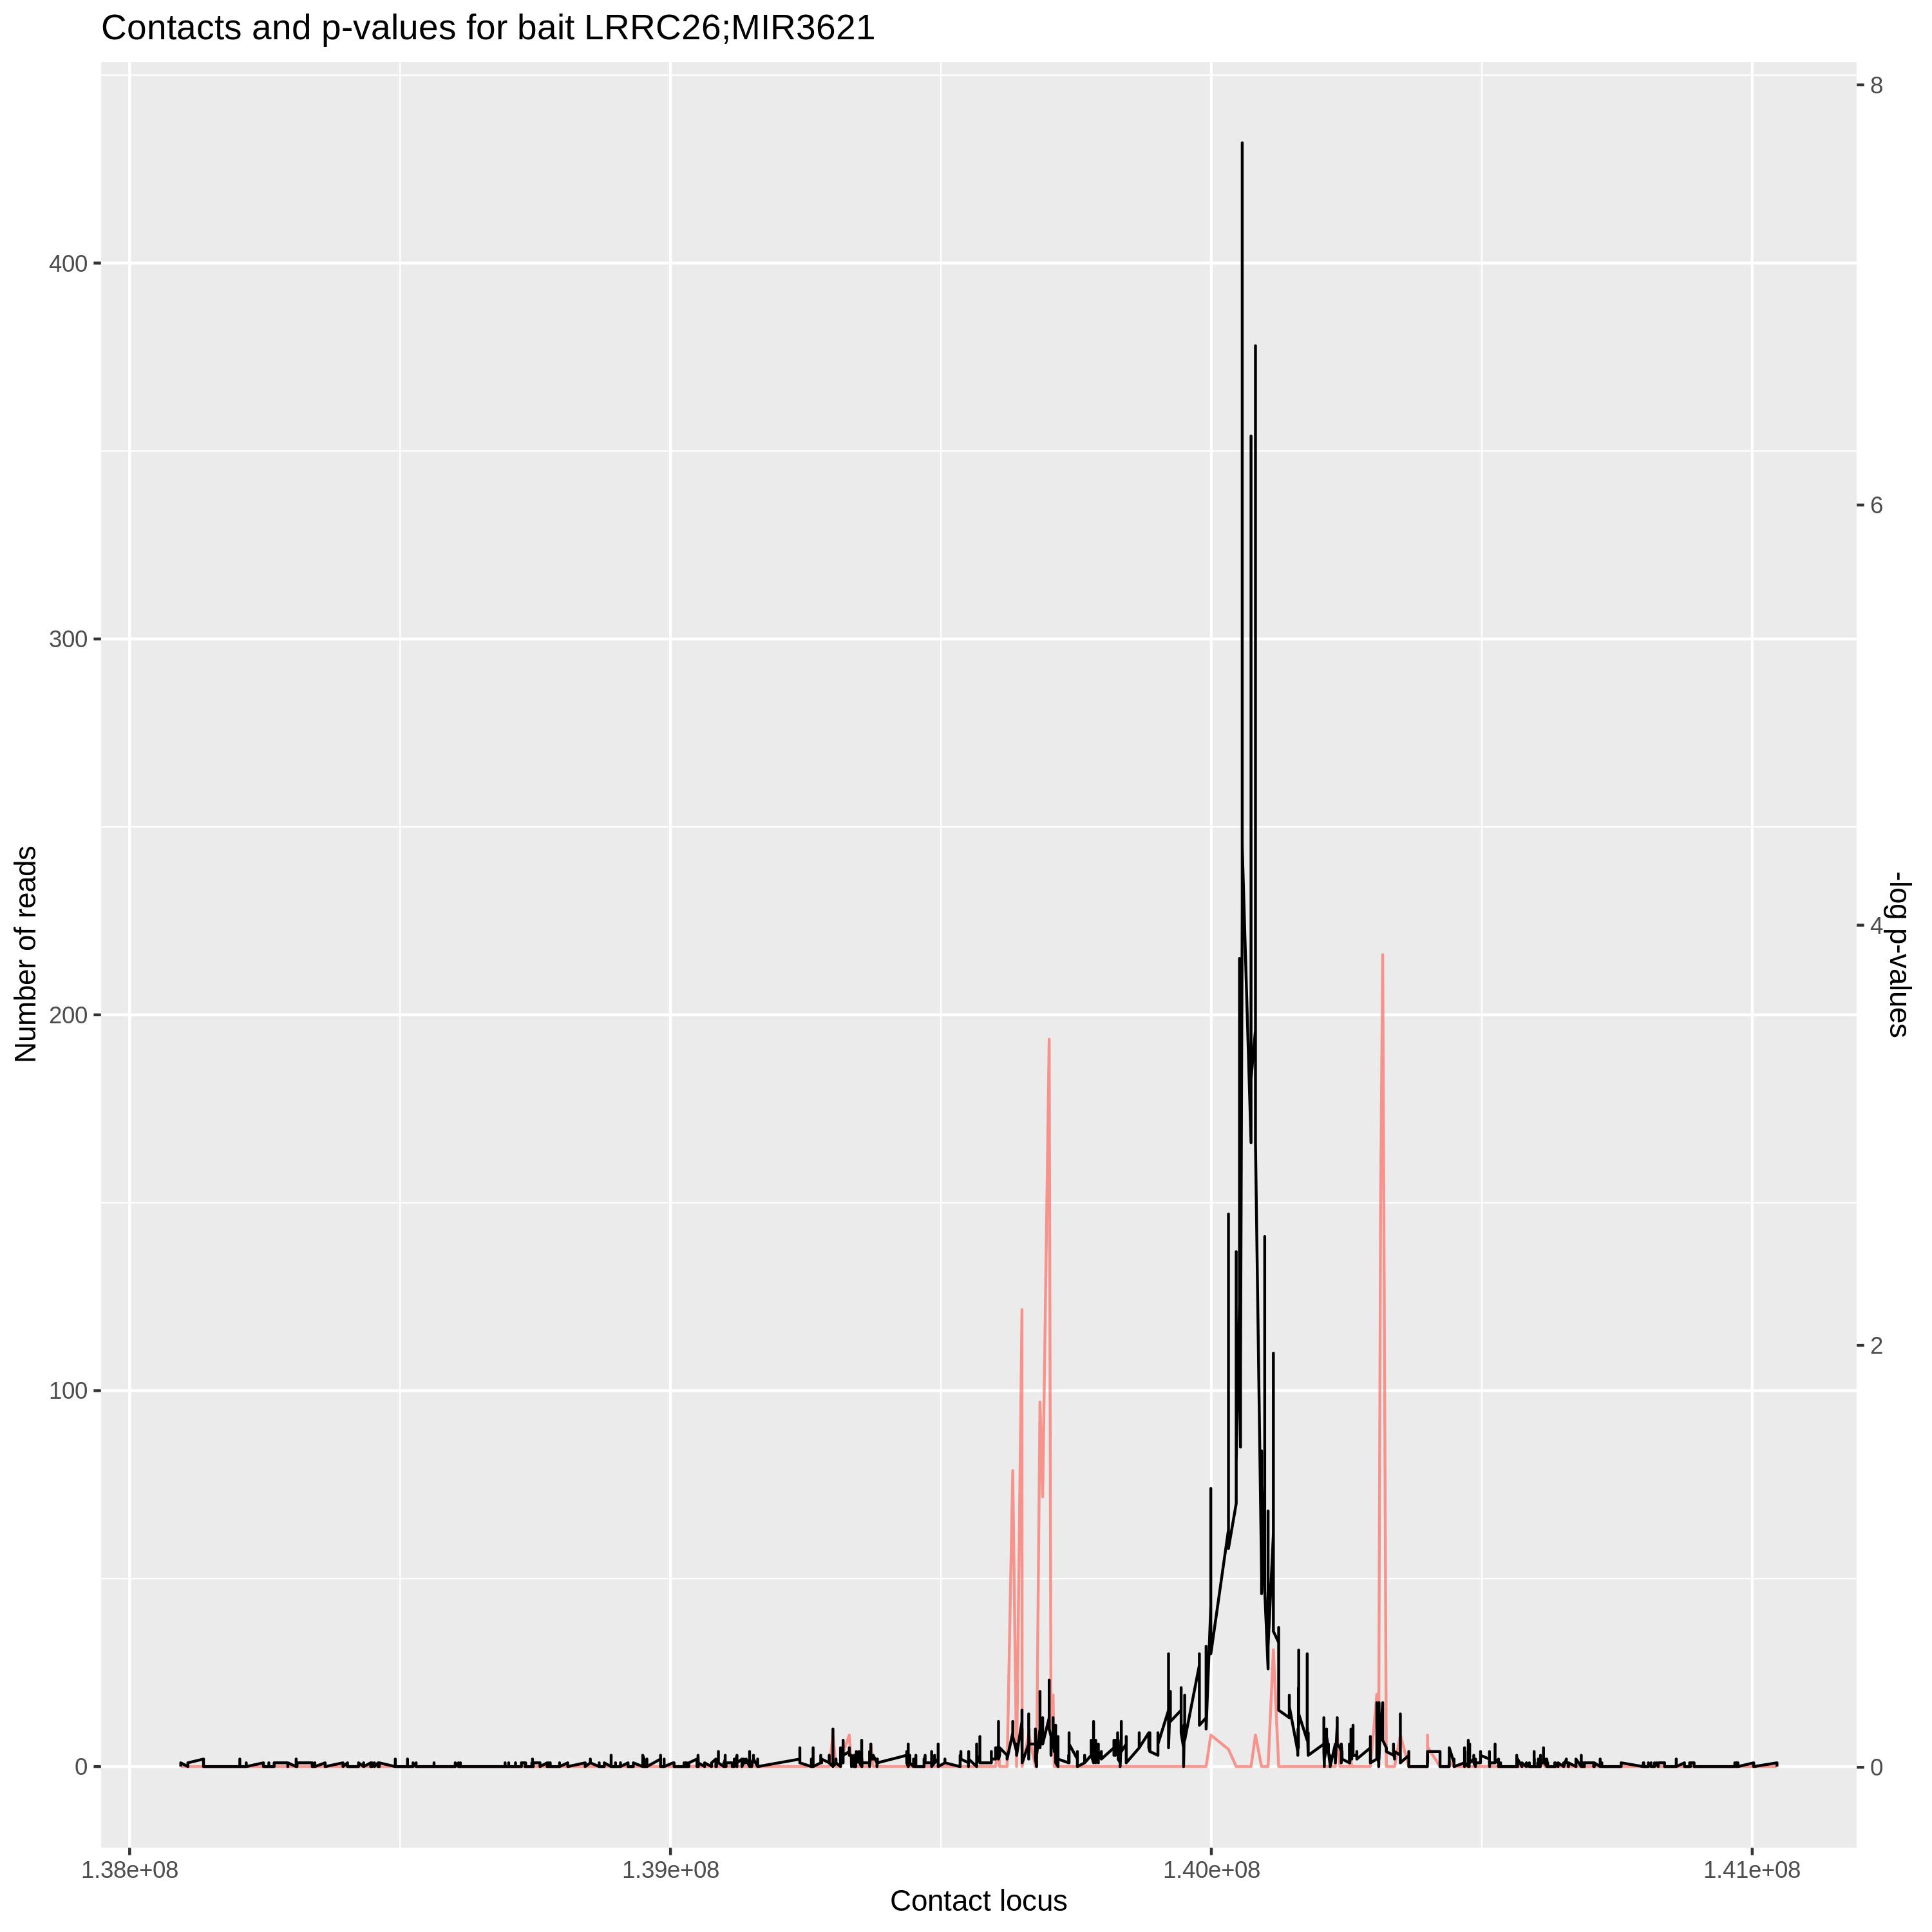 Contacts and p-values for bait LRRC26;MIR3621
Number of reads
400
300
200
100
0
8
6
4
2
0
-log p-values
1.38e+08
1.39e+08
1.40e+08
1.41e+08
Contact locus